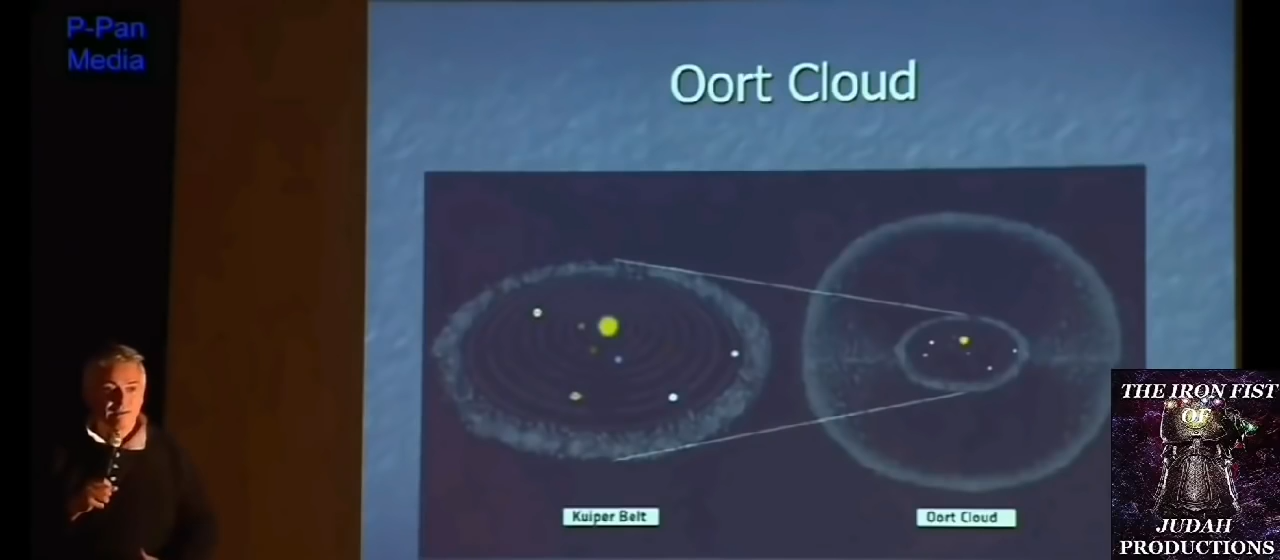 P-Pan
Media
Oort Cloud
Kuiper Belt
Oort Cloud
THE IRON FIST
OF
JUDAH
PRODUCTIONS